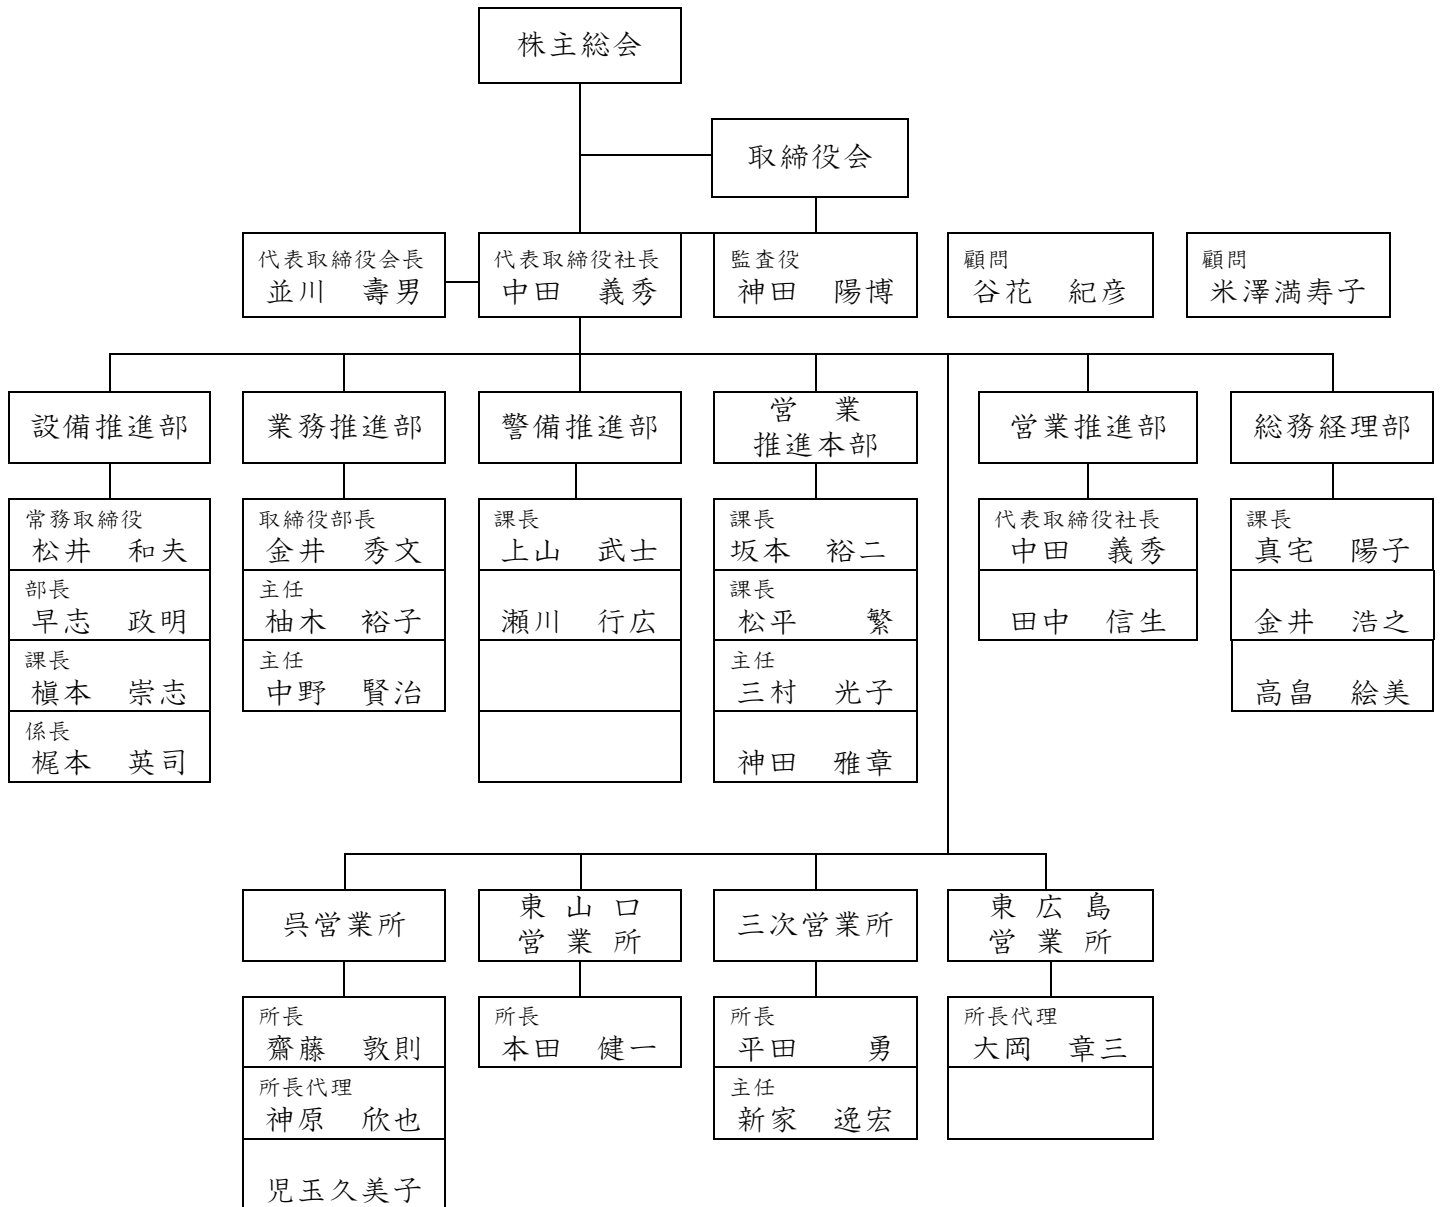 株主総会
取締役会
代表取締役会長
並川　壽男
代表取締役社長
中田　義秀
監査役
神田　陽博
顧問
谷花　紀彦
顧問
米澤満寿子
設備推進部
業務推進部
警備推進部
営　業
推進本部
営業推進部
総務経理部
常務取締役
松井　和夫
部長
早志　政明
課長
槇本　崇志
係長
梶本　英司
取締役部長
金井　秀文
主任
柚木　裕子
主任
中野　賢治
課長
上山　武士
瀬川　行広
課長
坂本　裕二
課長
松平　　繁
主任
三村　光子
神田　雅章
代表取締役社長
中田　義秀
田中　信生
課長
真宅　陽子
金井　浩之
高畠　絵美
呉営業所
東 山 口
営 業 所
三次営業所
東 広 島
営 業 所
所長
齋藤　敦則
所長代理
神原　欣也
児玉久美子
所長
本田　健一
所長
平田　　勇
主任
新家　逸宏
所長代理
大岡　章三